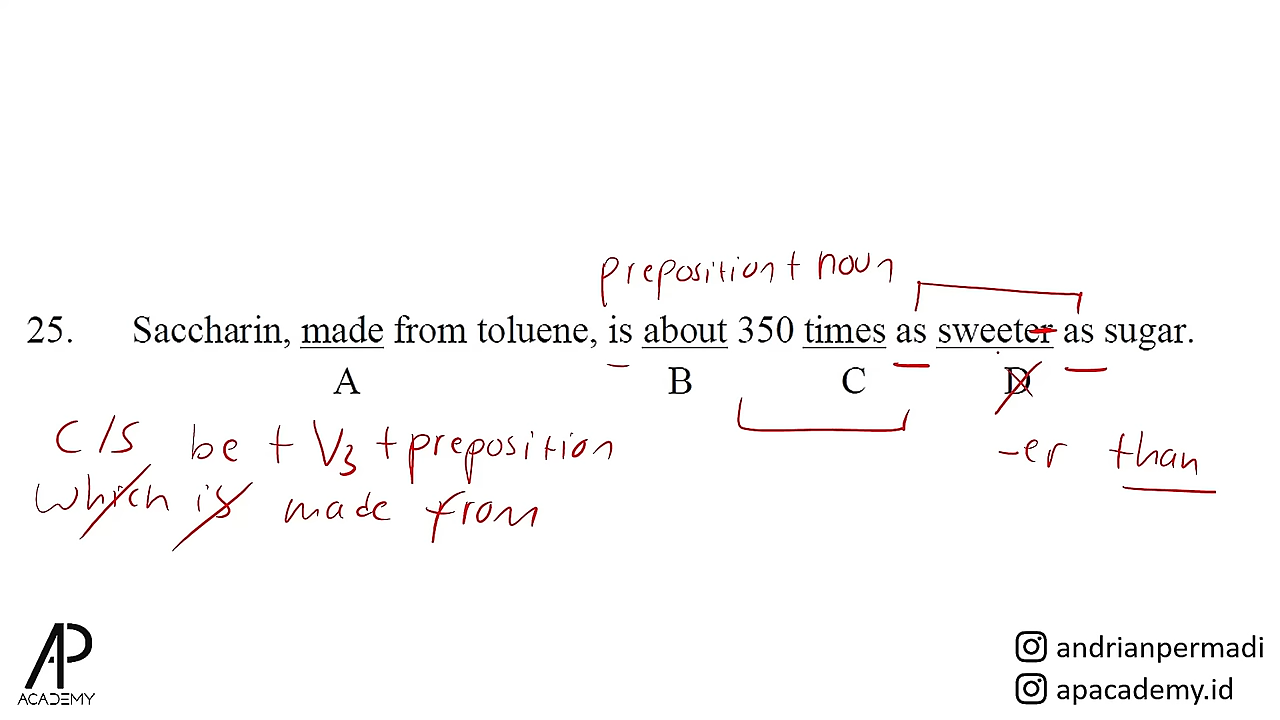 preposition + noun
25. Saccharin, made from toluene, is about 350 times as sweeter as sugar.
A B C D
C/S be + V3 + preposition
-er than
which is made from
AP
ACADEMY
andrianpermadi
apacademy.id